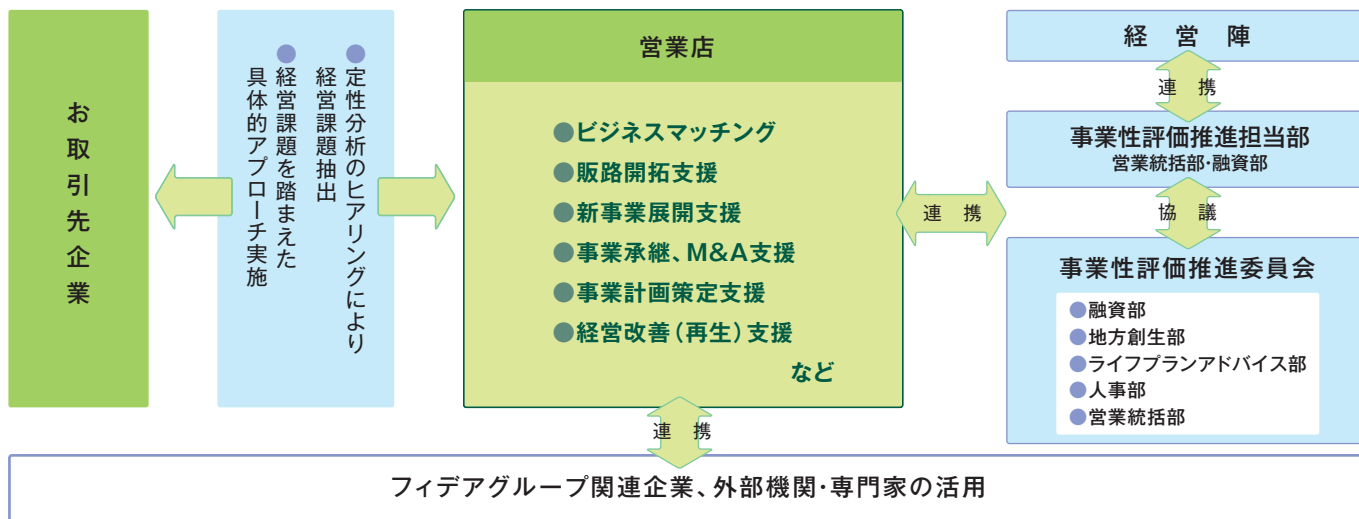 お取引先企業
●定性分析のヒアリングにより
経営課題抽出
●経営課題を踏まえた
具体的アプローチ実施
営業店
●ビジネスマッチング
●販路開拓支援
●新事業展開支援
●事業承継、M&A支援
●事業計画策定支援
●経営改善（再生）支援
など
連　携
連　携
経　営　陣
連　携
事業性評価推進担当部
営業統括部・融資部
協　議
事業性評価推進委員会
●融資部
●地方創生部
●ライフプランアドバイス部
●人事部
●営業統括部
フィデアグループ関連企業、外部機関・専門家の活用